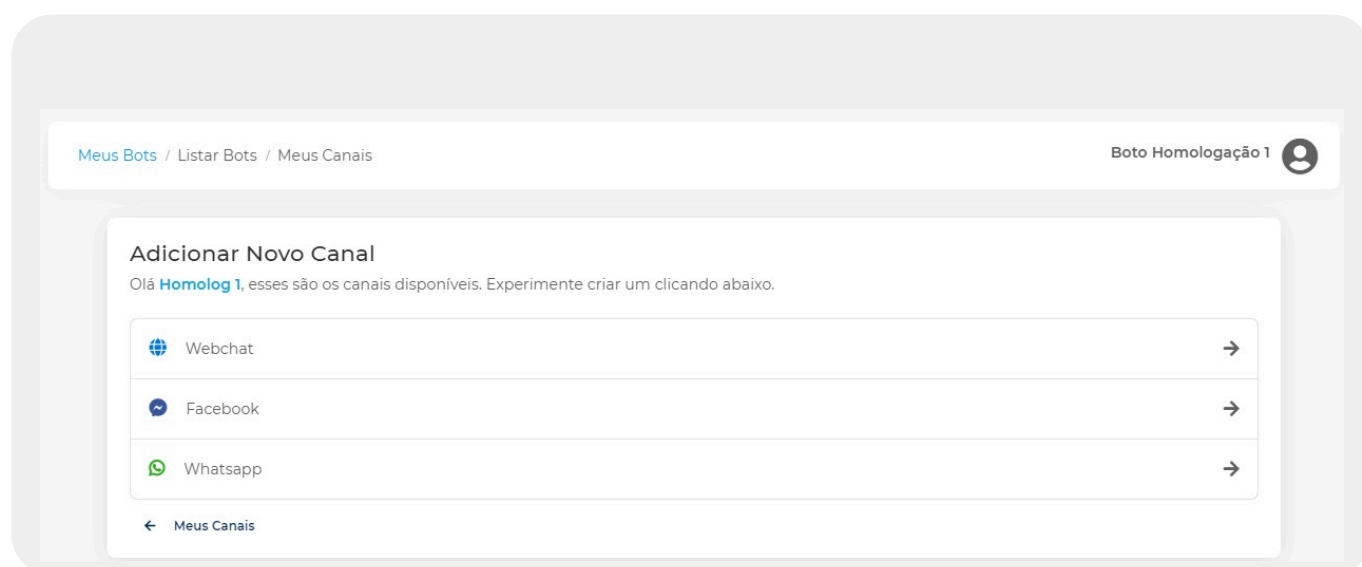 Meus Bots / Listar Bots / Meus Canais
Boto Homologação 1
Adicionar Novo Canal
Olá Homolog 1, esses são os canais disponíveis. Experimente criar um clicando abaixo.
Webchat
Facebook
Whatsapp
Meus Canais